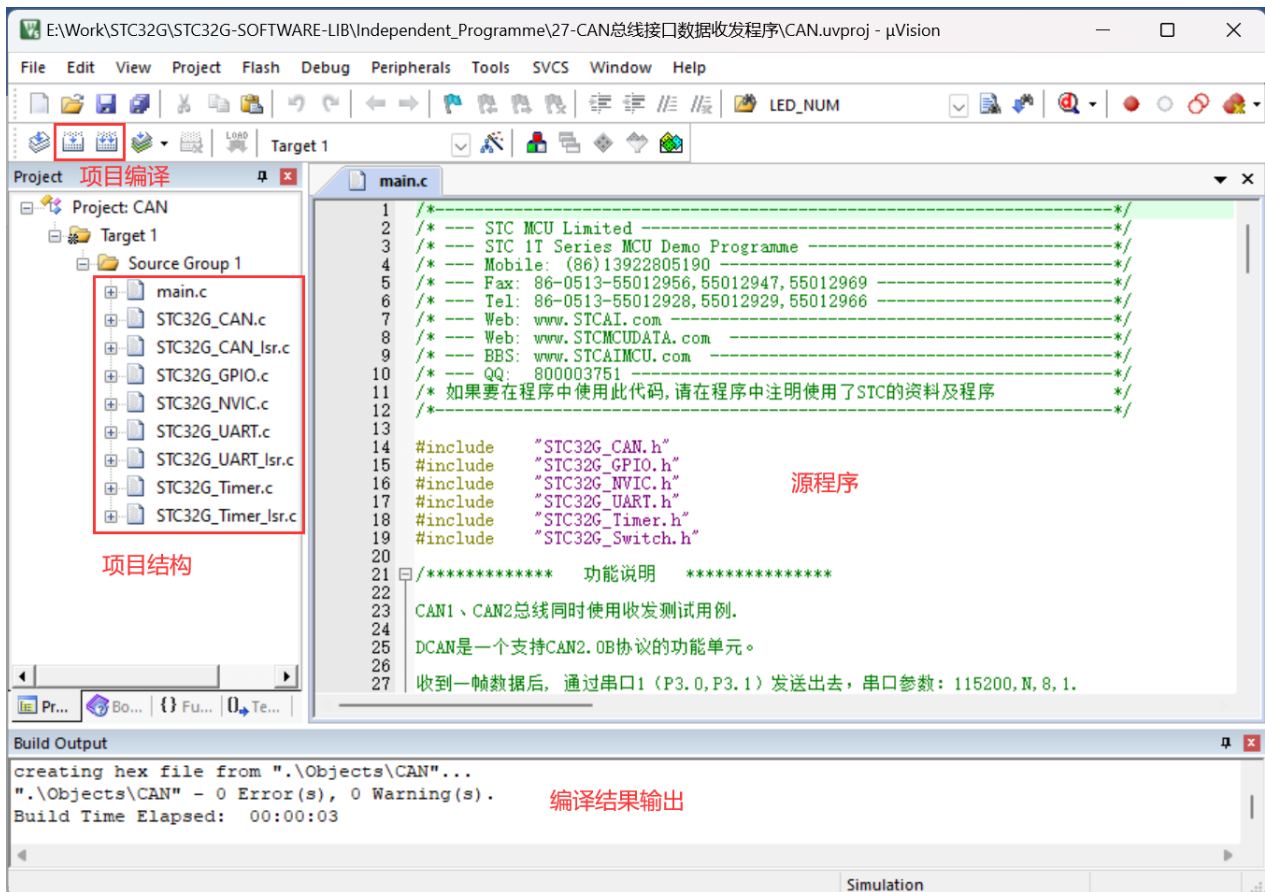 E:\Work\STC32G\STC32G-SOFTWARE-LIB\Independent_Programme\27-CAN总线接口数据收发程序\CAN.uvproj - µVision
File Edit View Project Flash Debug Peripherals Tools SVCS Window Help
LED_NUM
LOAD
Target 1
Project 项目编译
main.c
Project: CAN
Target 1
Source Group 1
main.c
STC32G_CAN.c
STC32G_CAN_Isr.c
STC32G_GPIO.c
STC32G_NVIC.c
STC32G_UART.c
STC32G_UART_Isr.c
STC32G_Timer.c
STC32G_Timer_Isr.c
项目结构
Pr... Bo... {} Fu... Te...
1 /*---------------------------------------------------------------------*/
2 /* --- STC MCU Limited ------------------------------------------------*/
3 /* --- STC 1T Series MCU Demo Programme -------------------------------*/
4 /* --- Mobile: (86)13922805190 ----------------------------------------*/
5 /* --- Fax: 86-0513-55012956,55012947,55012969 ------------------------*/
6 /* --- Tel: 86-0513-55012928,55012929,55012966 ------------------------*/
7 /* --- Web: www.STCAI.com ---------------------------------------------*/
8 /* --- Web: www.STCMCUDATA.com  ---------------------------------------*/
9 /* --- BBS: www.STCAIMCU.com  -----------------------------------------*/
10 /* --- QQ:  800003751 -------------------------------------------------*/
11 /* 如果要在程序中使用此代码,请在程序中注明使用了STC的资料及程序 */
12 /*---------------------------------------------------------------------*/
13
14 #include "STC32G_CAN.h"
15 #include "STC32G_GPIO.h"
16 #include "STC32G_NVIC.h"
17 #include "STC32G_UART.h"
18 #include "STC32G_Timer.h"
19 #include "STC32G_Switch.h"
源程序
20
21 /************* 功能说明 ***************
22
23 CAN1、CAN2总线同时使用收发测试用例.
24
25 DCAN是一个支持CAN2.0B协议的功能单元。
26
27 收到一帧数据后, 通过串口1（P3.0,P3.1）发送出去，串口参数：115200,N,8,1.
Build Output
creating hex file from ".\Objects\CAN"...
".\Objects\CAN" - 0 Error(s), 0 Warning(s).
Build Time Elapsed:  00:00:03
编译结果输出
Simulation